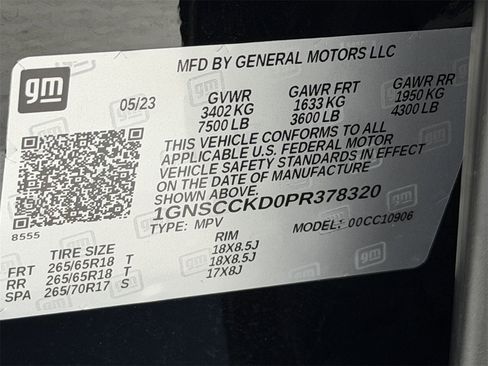 MFD BY GENERAL MOTORS LLC
gm
05/23 GVWR GAWR FRT GAWR RR
3402 KG 1633 KG 1950 KG
7500 LB 3600 LB 4300 LB
THIS VEHICLE CONFORMS TO ALL
APPLICABLE U.S. FEDERAL MOTOR
VEHICLE SAFETY STANDARDS IN EFFECT
ON THE DATE OF MANUFACTURE
SHOWN ABOVE.
1GNSCCKD0PR378320
TYPE: MPV MODEL: 00CC10906
8555
TIRE SIZE RIM
FRT 265/65R18 T 18X8.5J
RR 265/65R18 T 18X8.5J
SPA 265/70R17 S 17X8J